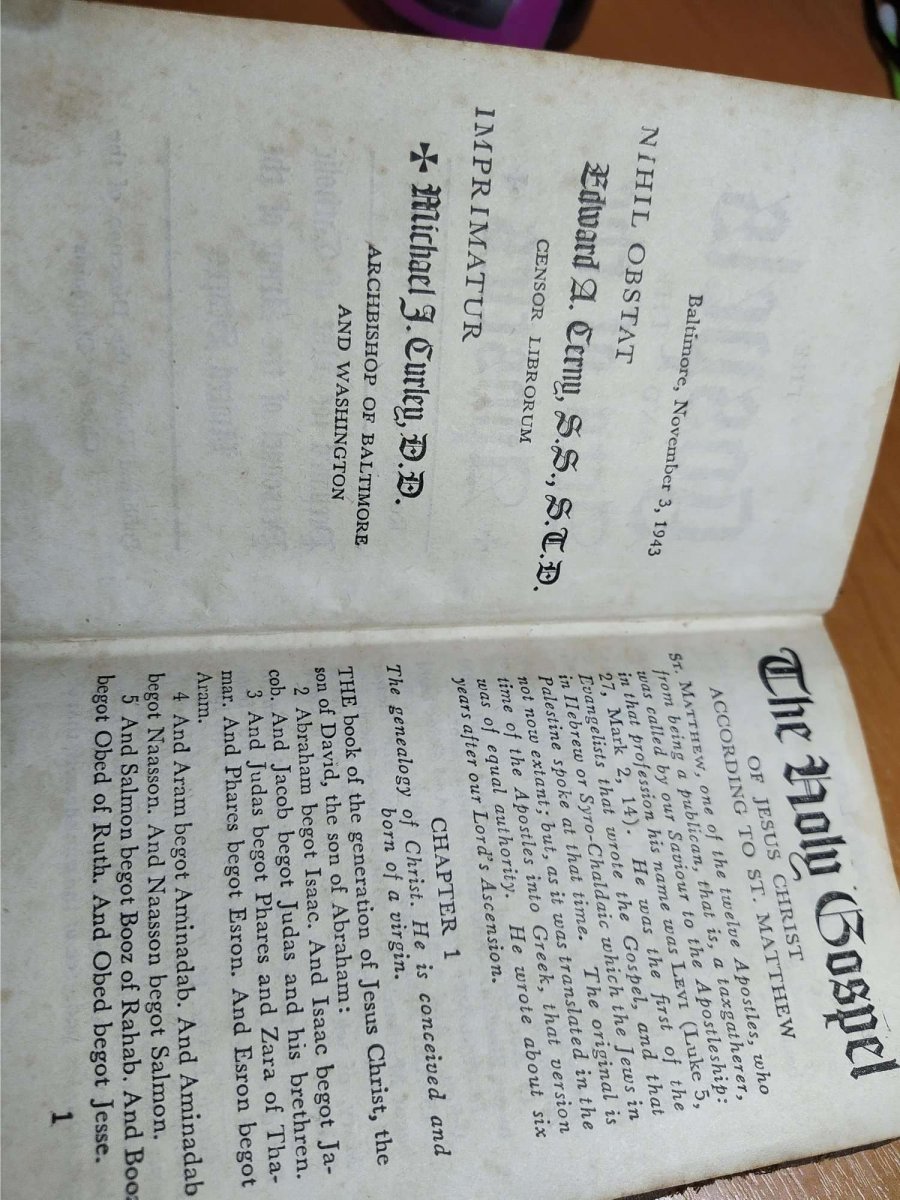 Baltimore, November 3, 1943
NIHIL OBSTAT
Edward A. Cerny, S.S., S.T.D.
CENSOR LIBRORUM
IMPRIMATUR
✠ Michael J. Curley, D.D.
ARCHBISHOP OF BALTIMORE
AND WASHINGTON
The Holy Gospel
OF JESUS CHRIST
ACCORDING TO ST. MATTHEW
ST. MATTHEW, one of the twelve Apostles, who
from being a publican, that is, a taxgatherer,
was called by our Saviour to the Apostleship:
in that profession his name was LEVI (Luke 5,
27, Mark 2, 14). He was the first of the
Evangelists that wrote the Gospel, and that
in Hebrew or Syro-Chaldaic which the Jews in
Palestine spoke at that time. The original is
not now extant; but, as it was translated in the
time of the Apostles into Greek, that version
was of equal authority. He wrote about six
years after our Lord's Ascension.
CHAPTER 1
The genealogy of Christ. He is conceived and
born of a virgin.
THE book of the generation of Jesus Christ, the
son of David, the son of Abraham:
2 Abraham begot Isaac. And Isaac begot Ja-
cob. And Jacob begot Judas and his brethren.
3 And Judas begot Phares and Zara of Tha-
mar. And Phares begot Esron. And Esron begot
Aram.
4 And Aram begot Aminadab. And Aminadab
begot Naasson. And Naasson begot Salmon.
5 And Salmon begot Booz of Rahab. And Booz
begot Obed of Ruth. And Obed begot Jesse.
1